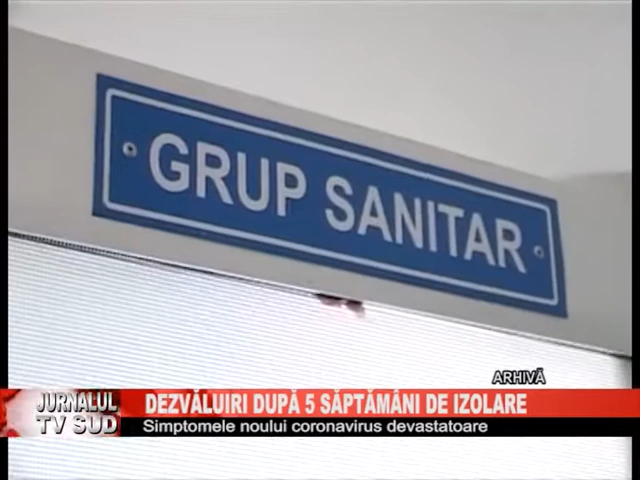 GRUP SANITAR
ARHIVĂ
JURNALUL
TV SUD
DEZVĂLUIRI DUPĂ 5 SĂPTĂMÂNI DE IZOLARE
Simptomele noului coronavirus devastatoare